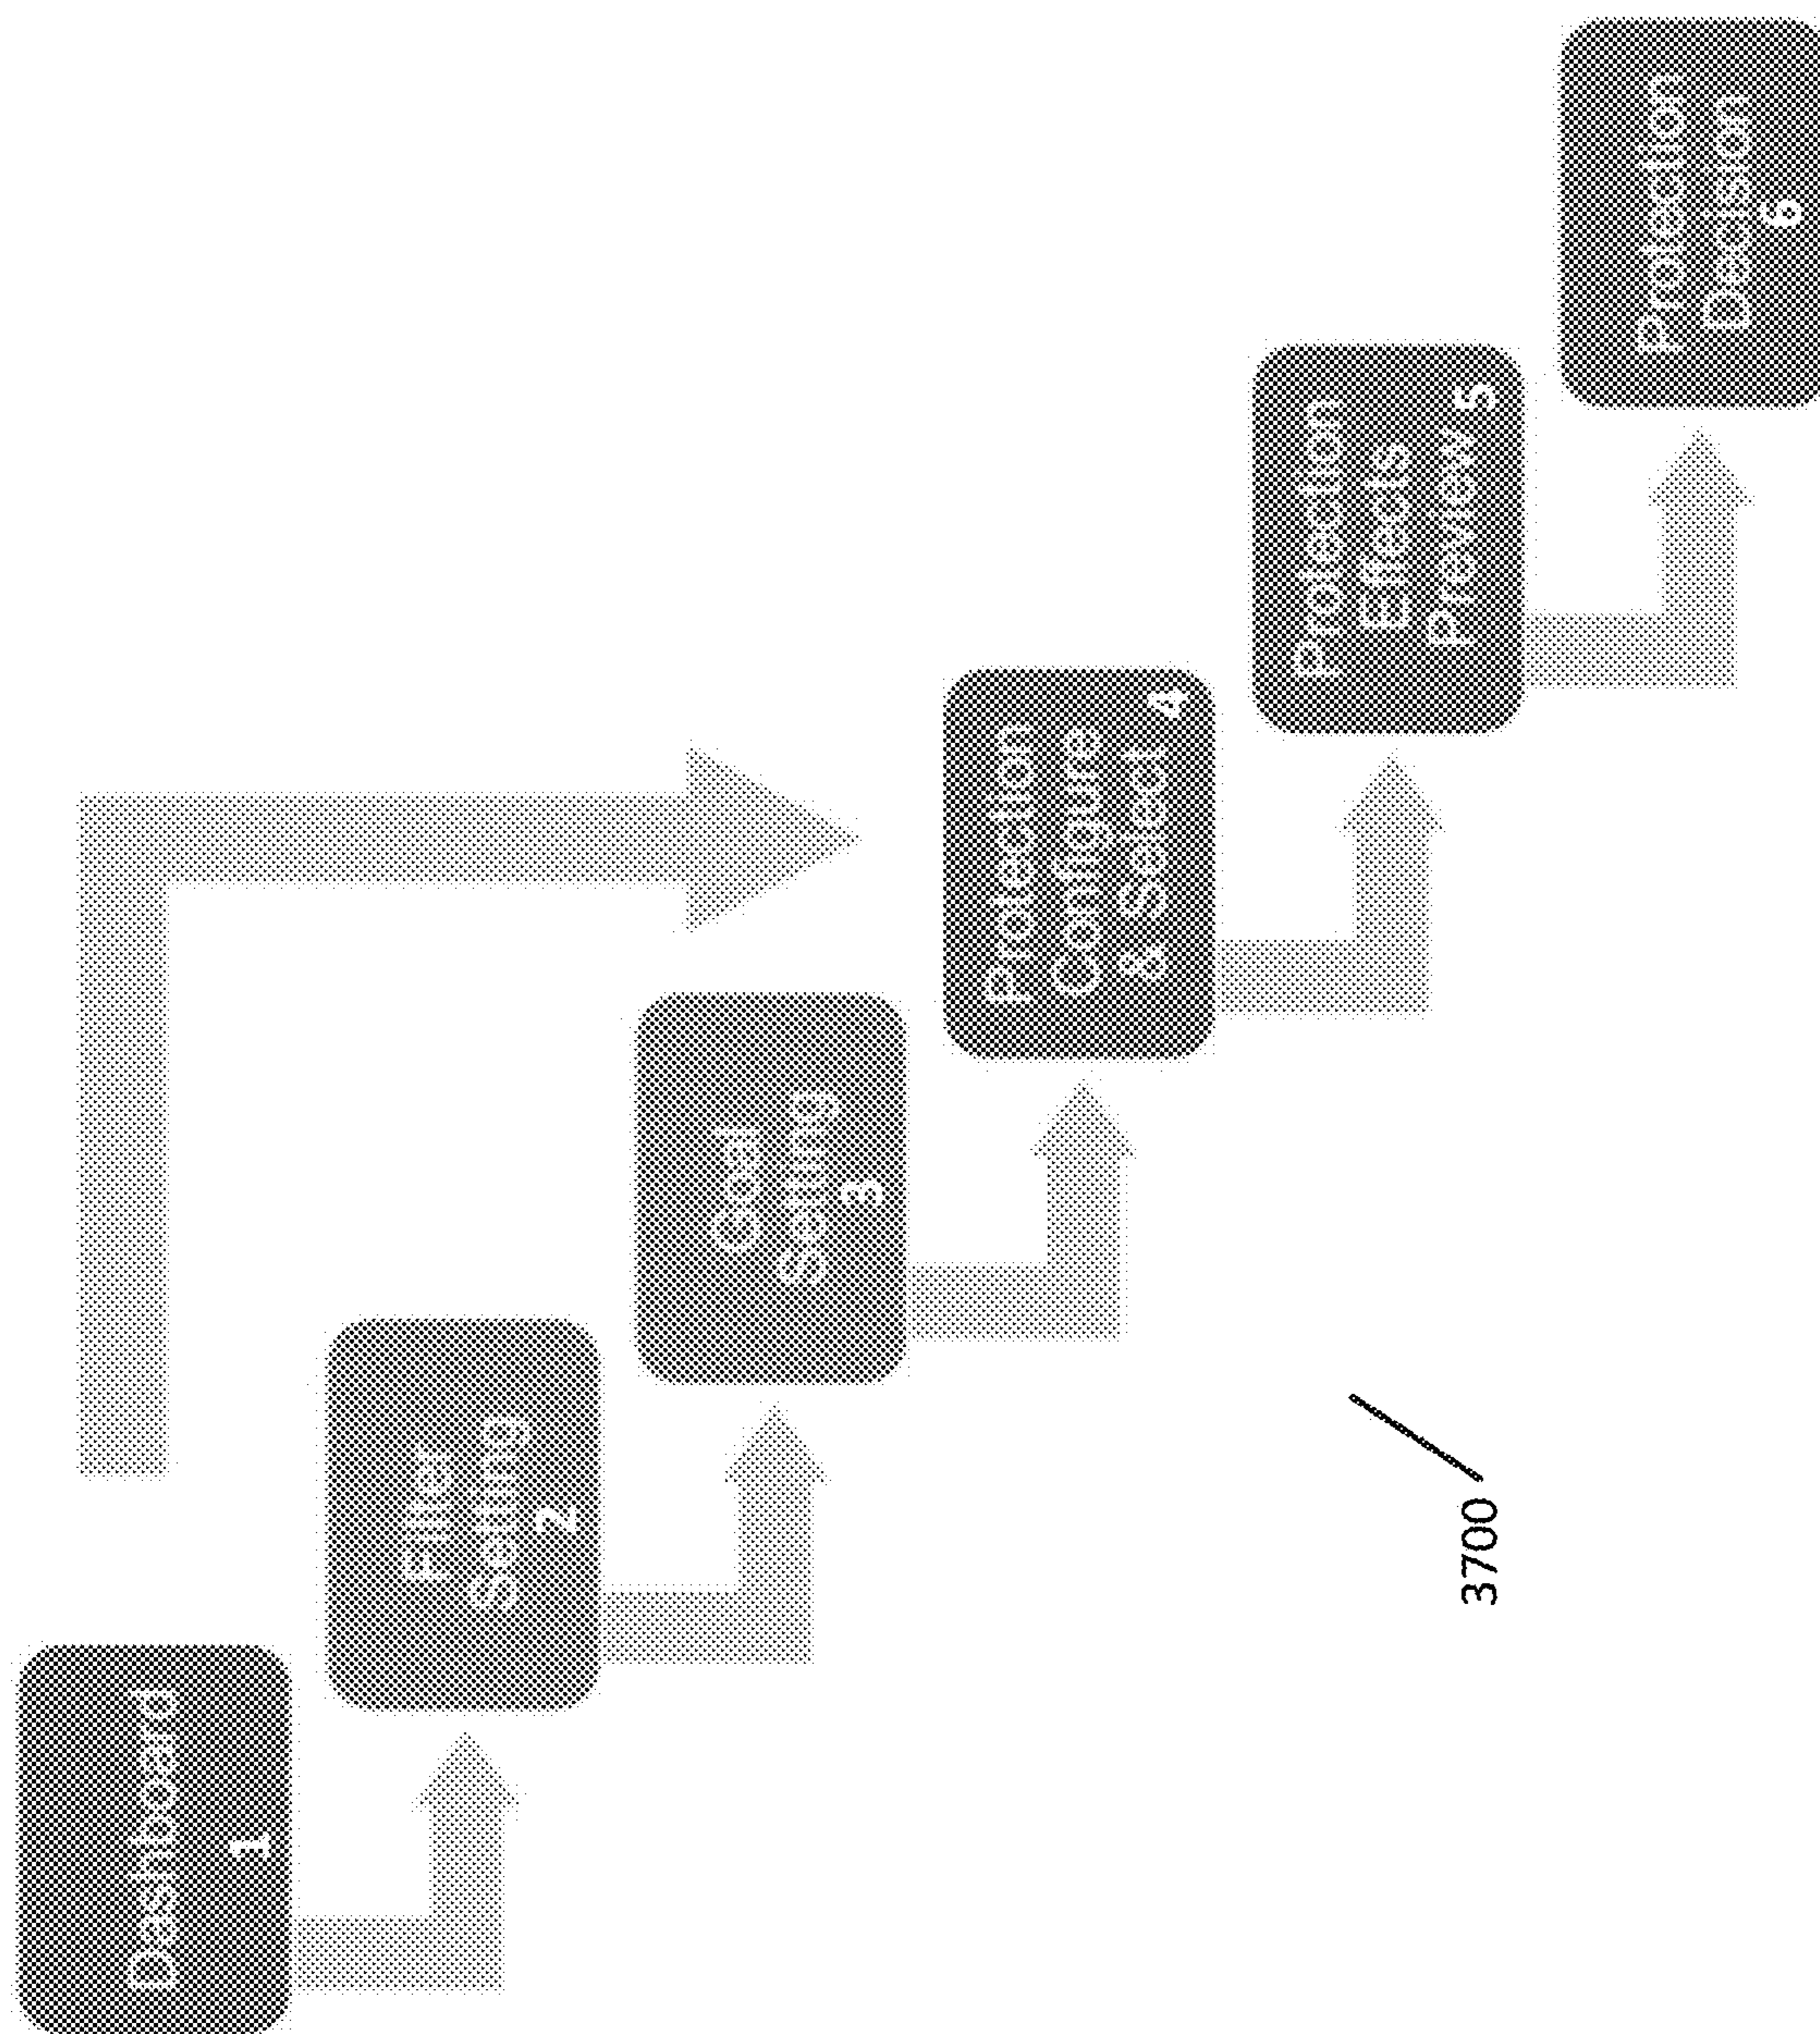 Dashboard
1
Filter
Setting
2
Goal
Setting
3
Protection
Configure
& Select 4
Protection
Effects
Preview 5
Protection
Decision
6
3700